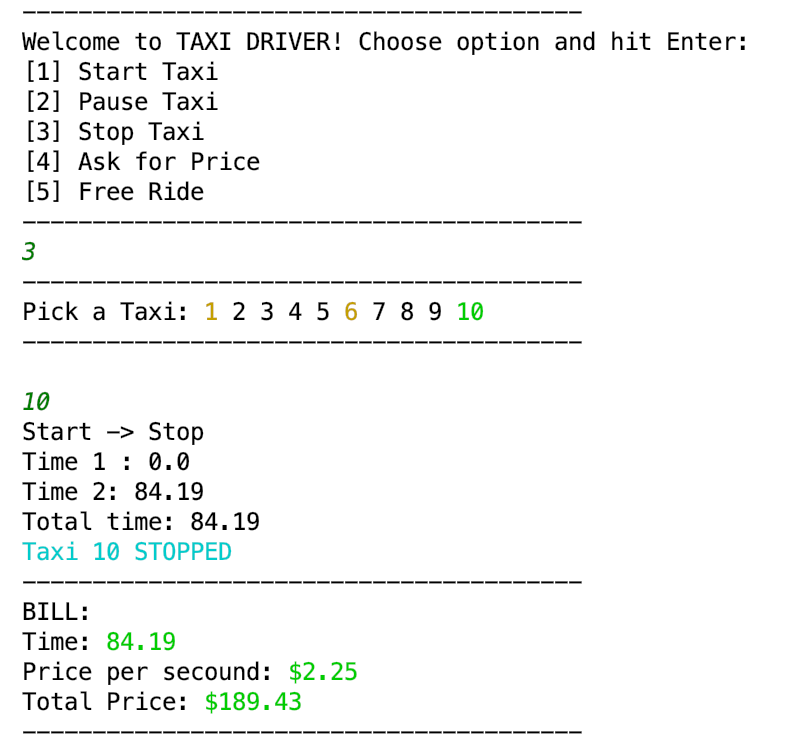 ----------------------------------------
Welcome to TAXI DRIVER! Choose option and hit Enter:
[1] Start Taxi
[2] Pause Taxi
[3] Stop Taxi
[4] Ask for Price
[5] Free Ride
----------------------------------------
3
----------------------------------------
Pick a Taxi: 1 2 3 4 5 6 7 8 9 10
----------------------------------------
10
Start -> Stop
Time 1 : 0.0
Time 2: 84.19
Total time: 84.19
Taxi 10 STOPPED
----------------------------------------
BILL:
Time: 84.19
Price per secound: $2.25
Total Price: $189.43
----------------------------------------